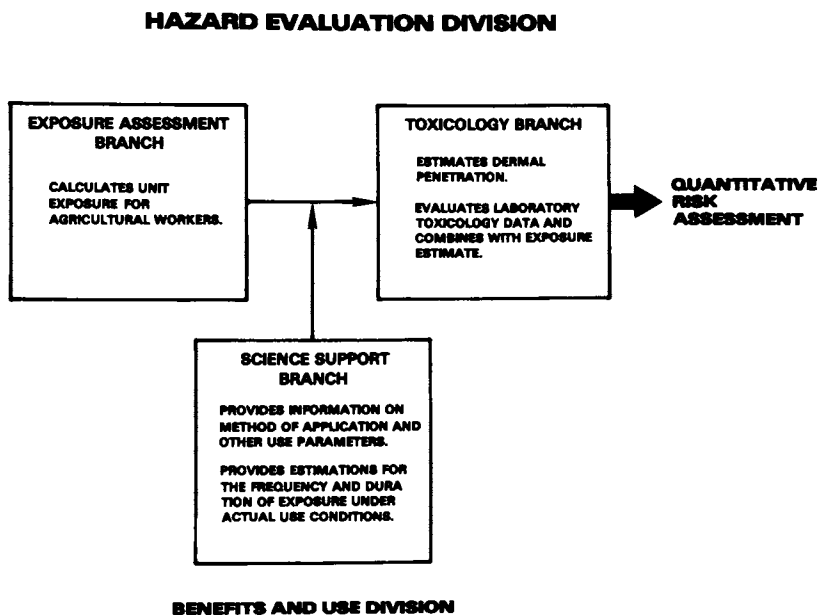 HAZARD EVALUATION DIVISION
EXPOSURE ASSESSMENT
BRANCH
CALCULATES UNIT
EXPOSURE FOR
AGRICULTURAL WORKERS.
TOXICOLOGY BRANCH
ESTIMATES DERMAL
PENETRATION.
EVALUATES LABORATORY
TOXICOLOGY DATA AND
COMBINES WITH EXPOSURE
ESTIMATE.
QUANTITATIVE
RISK
ASSESSMENT
SCIENCE SUPPORT
BRANCH
PROVIDES INFORMATION ON
METHOD OF APPLICATION AND
OTHER USE PARAMETERS.
PROVIDES ESTIMATIONS FOR
THE FREQUENCY AND DURA
TION OF EXPOSURE UNDER
ACTUAL USE CONDITIONS.
BENEFITS AND USE DIVISION